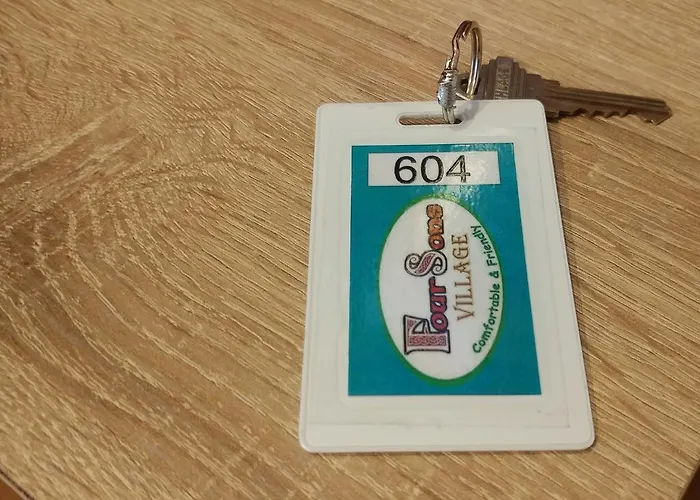 604
Four Sons
VILLAGE
Comfortable & Friendly